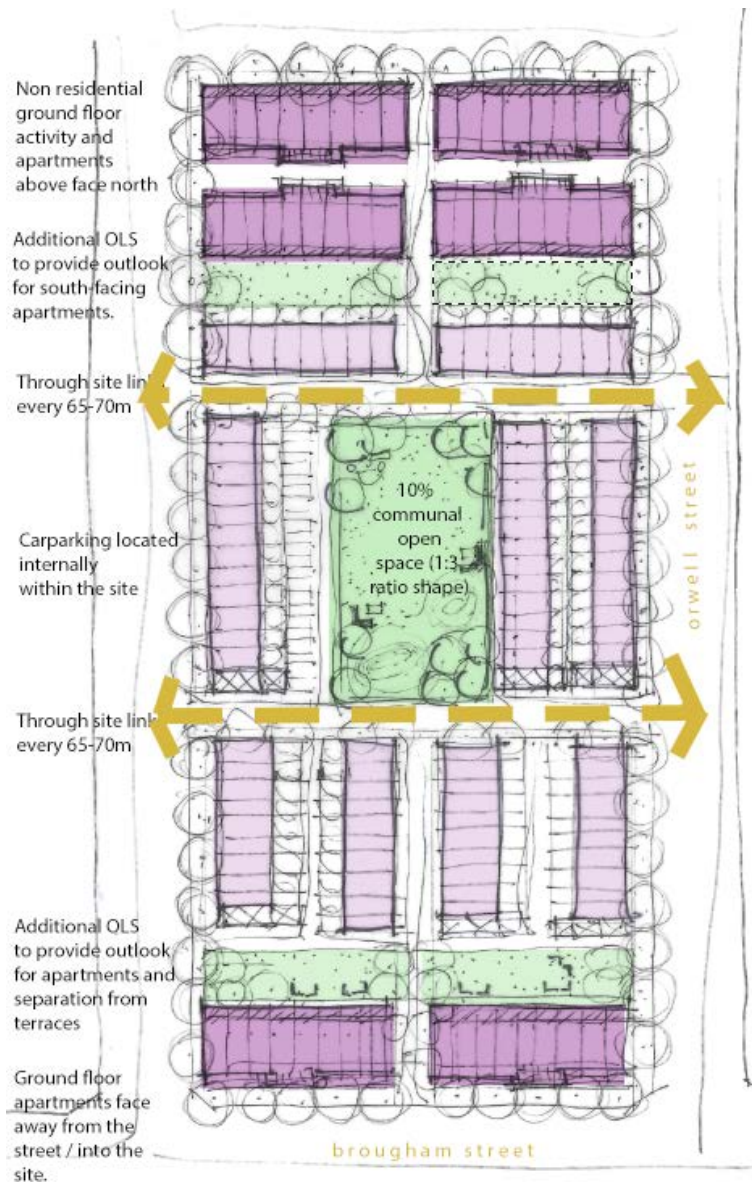 Non residential
ground floor
activity and
apartments
above face north
Additional OLS
to provide outlook
for south-facing
apartments.
Through site link
every 65-70m
10%
communal
open
space (1:3
ratio shape)
Carparking located
internally
within the site
orwell street
Through site link
every 65-70m
Additional OLS
to provide outlook
for apartments and
separation from
terraces
Ground floor
apartments face
away from the
street / into the
site.
brougham street